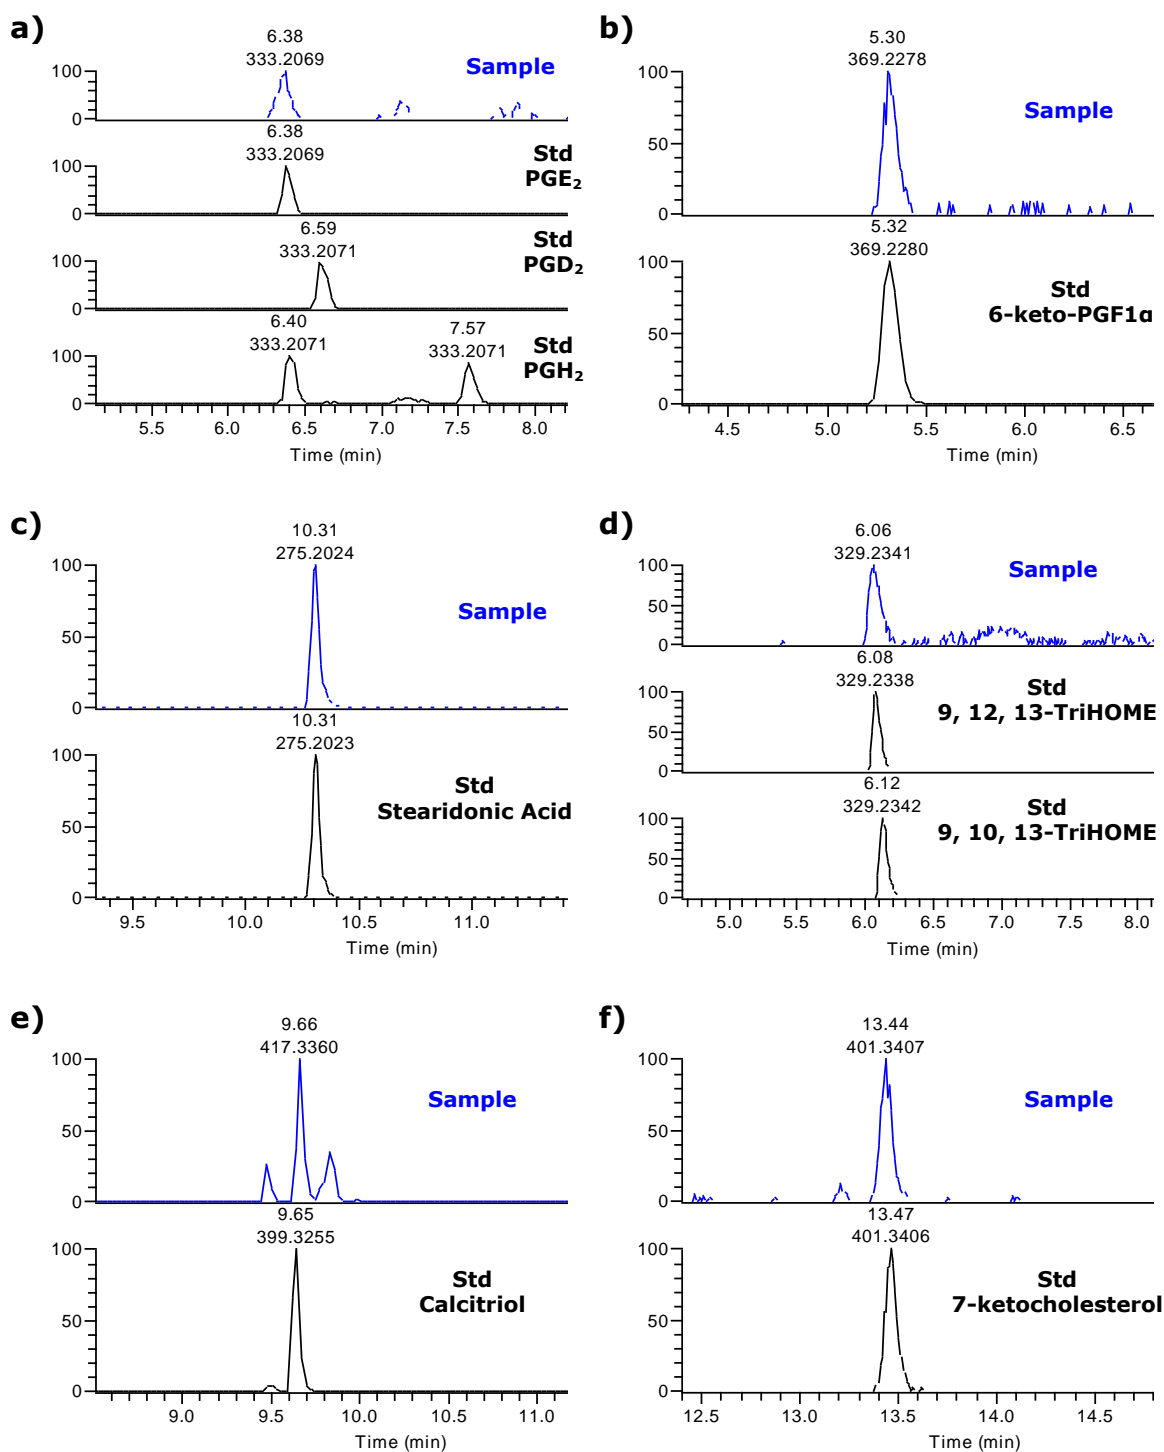 a)
6.38
333.2069
Sample
100
0
6.38
333.2069
Std
PGE₂
100
0
6.59
333.2071
Std
PGD₂
100
0
6.40
333.2071
7.57
333.2071
Std
PGH₂
100
0
5.5 6.0 6.5 7.0 7.5 8.0
Time (min)
b)
5.30
369.2278
Sample
100
50
0
5.32
369.2280
Std
6-keto-PGF1α
100
50
0
4.5 5.0 5.5 6.0 6.5
Time (min)
c)
10.31
275.2024
Sample
100
50
0
10.31
275.2023
Std
Stearidonic Acid
100
50
0
9.5 10.0 10.5 11.0
Time (min)
d)
6.06
329.2341
Sample
100
50
0
6.08
329.2338
Std
9, 12, 13-TriHOME
100
50
0
6.12
329.2342
Std
9, 10, 13-TriHOME
100
50
0
5.0 5.5 6.0 6.5 7.0 7.5 8.0
Time (min)
e)
9.66
417.3360
Sample
100
50
0
9.65
399.3255
Std
Calcitriol
100
50
0
9.0 9.5 10.0 10.5 11.0
Time (min)
f)
13.44
401.3407
Sample
100
50
0
13.47
401.3406
Std
7-ketocholesterol
100
50
0
12.5 13.0 13.5 14.0 14.5
Time (min)